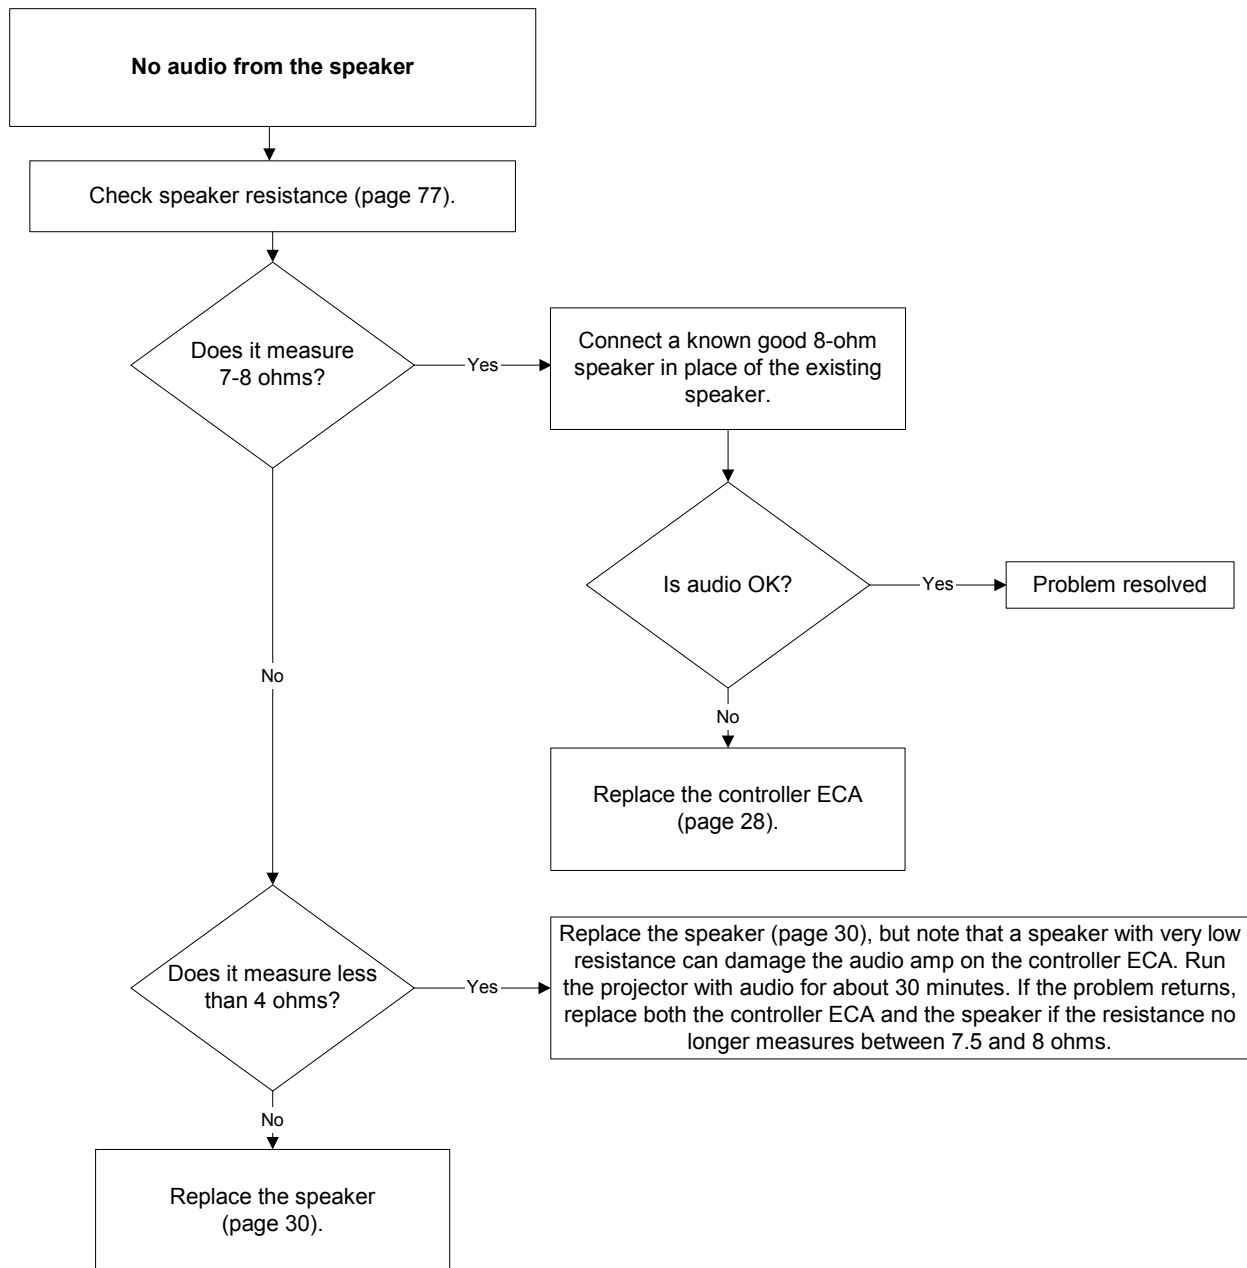 No audio from the speaker
Check speaker resistance (page 77).
Does it measure
7-8 ohms?
Yes
Connect a known good 8-ohm
speaker in place of the existing
speaker.
Is audio OK?
Yes
Problem resolved
No
No
Replace the controller ECA
(page 28).
Does it measure less
than 4 ohms?
Yes
Replace the speaker (page 30), but note that a speaker with very low
resistance can damage the audio amp on the controller ECA. Run
the projector with audio for about 30 minutes. If the problem returns,
replace both the controller ECA and the speaker if the resistance no
longer measures between 7.5 and 8 ohms.
No
Replace the speaker
(page 30).